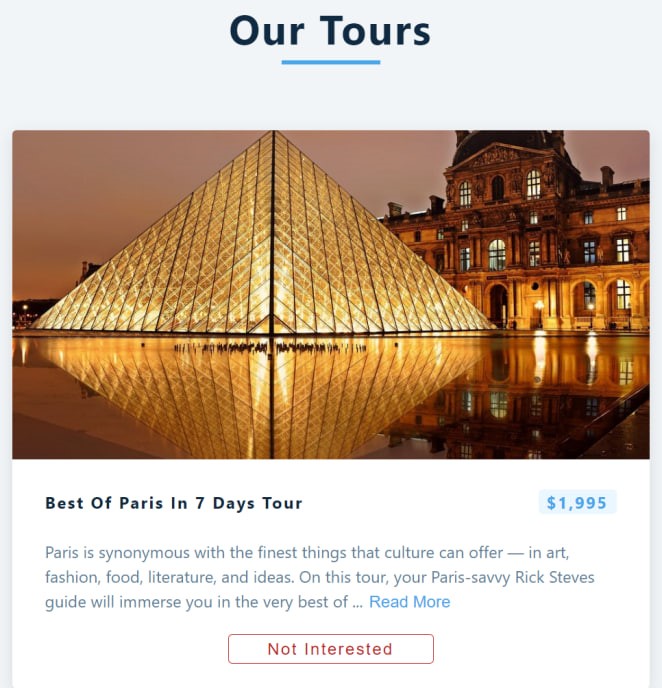 Our Tours
Best Of Paris In 7 Days Tour
$1,995
Paris is synonymous with the finest things that culture can offer — in art,
fashion, food, literature, and ideas. On this tour, your Paris-savvy Rick Steves
guide will immerse you in the very best of ... Read More
Not Interested